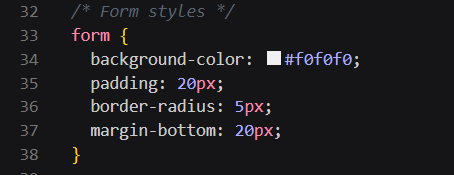 32 /* Form styles */
33 form {
34   background-color: #f0f0f0;
35   padding: 20px;
36   border-radius: 5px;
37   margin-bottom: 20px;
38 }